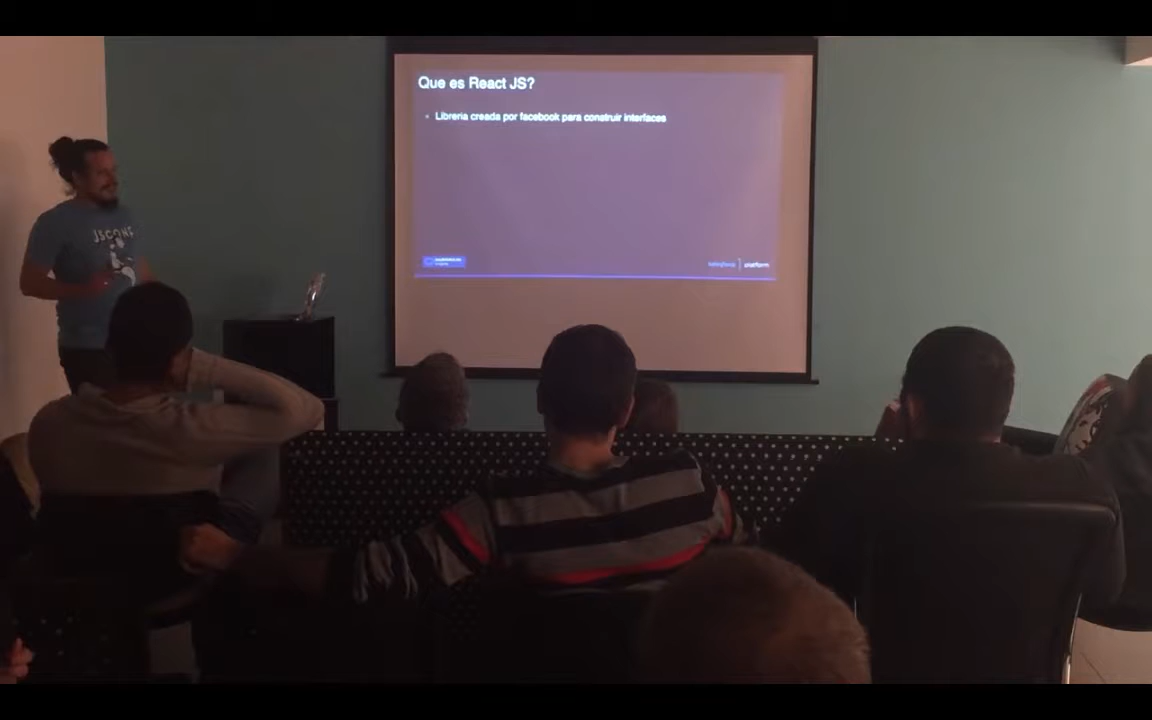 Que es React JS?
Libreria creada por facebook para construir interfaces
JSCONF
platform